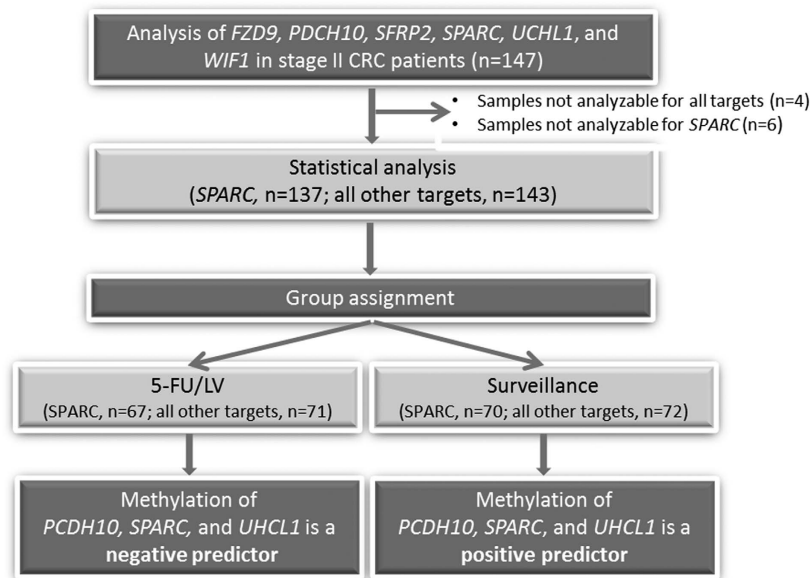 Analysis of FZD9, PDCH10, SFRP2, SPARC, UCHL1, and
WIF1 in stage II CRC patients (n=147)
• Samples not analyzable for all targets (n=4)
• Samples not analyzable for SPARC (n=6)
Statistical analysis
(SPARC, n=137; all other targets, n=143)
Group assignment
5-FU/LV
(SPARC, n=67; all other targets, n=71)
Surveillance
(SPARC, n=70; all other targets, n=72)
Methylation of
PCDH10, SPARC, and UHCL1 is a
negative predictor
Methylation of
PCDH10, SPARC, and UHCL1 is a
positive predictor